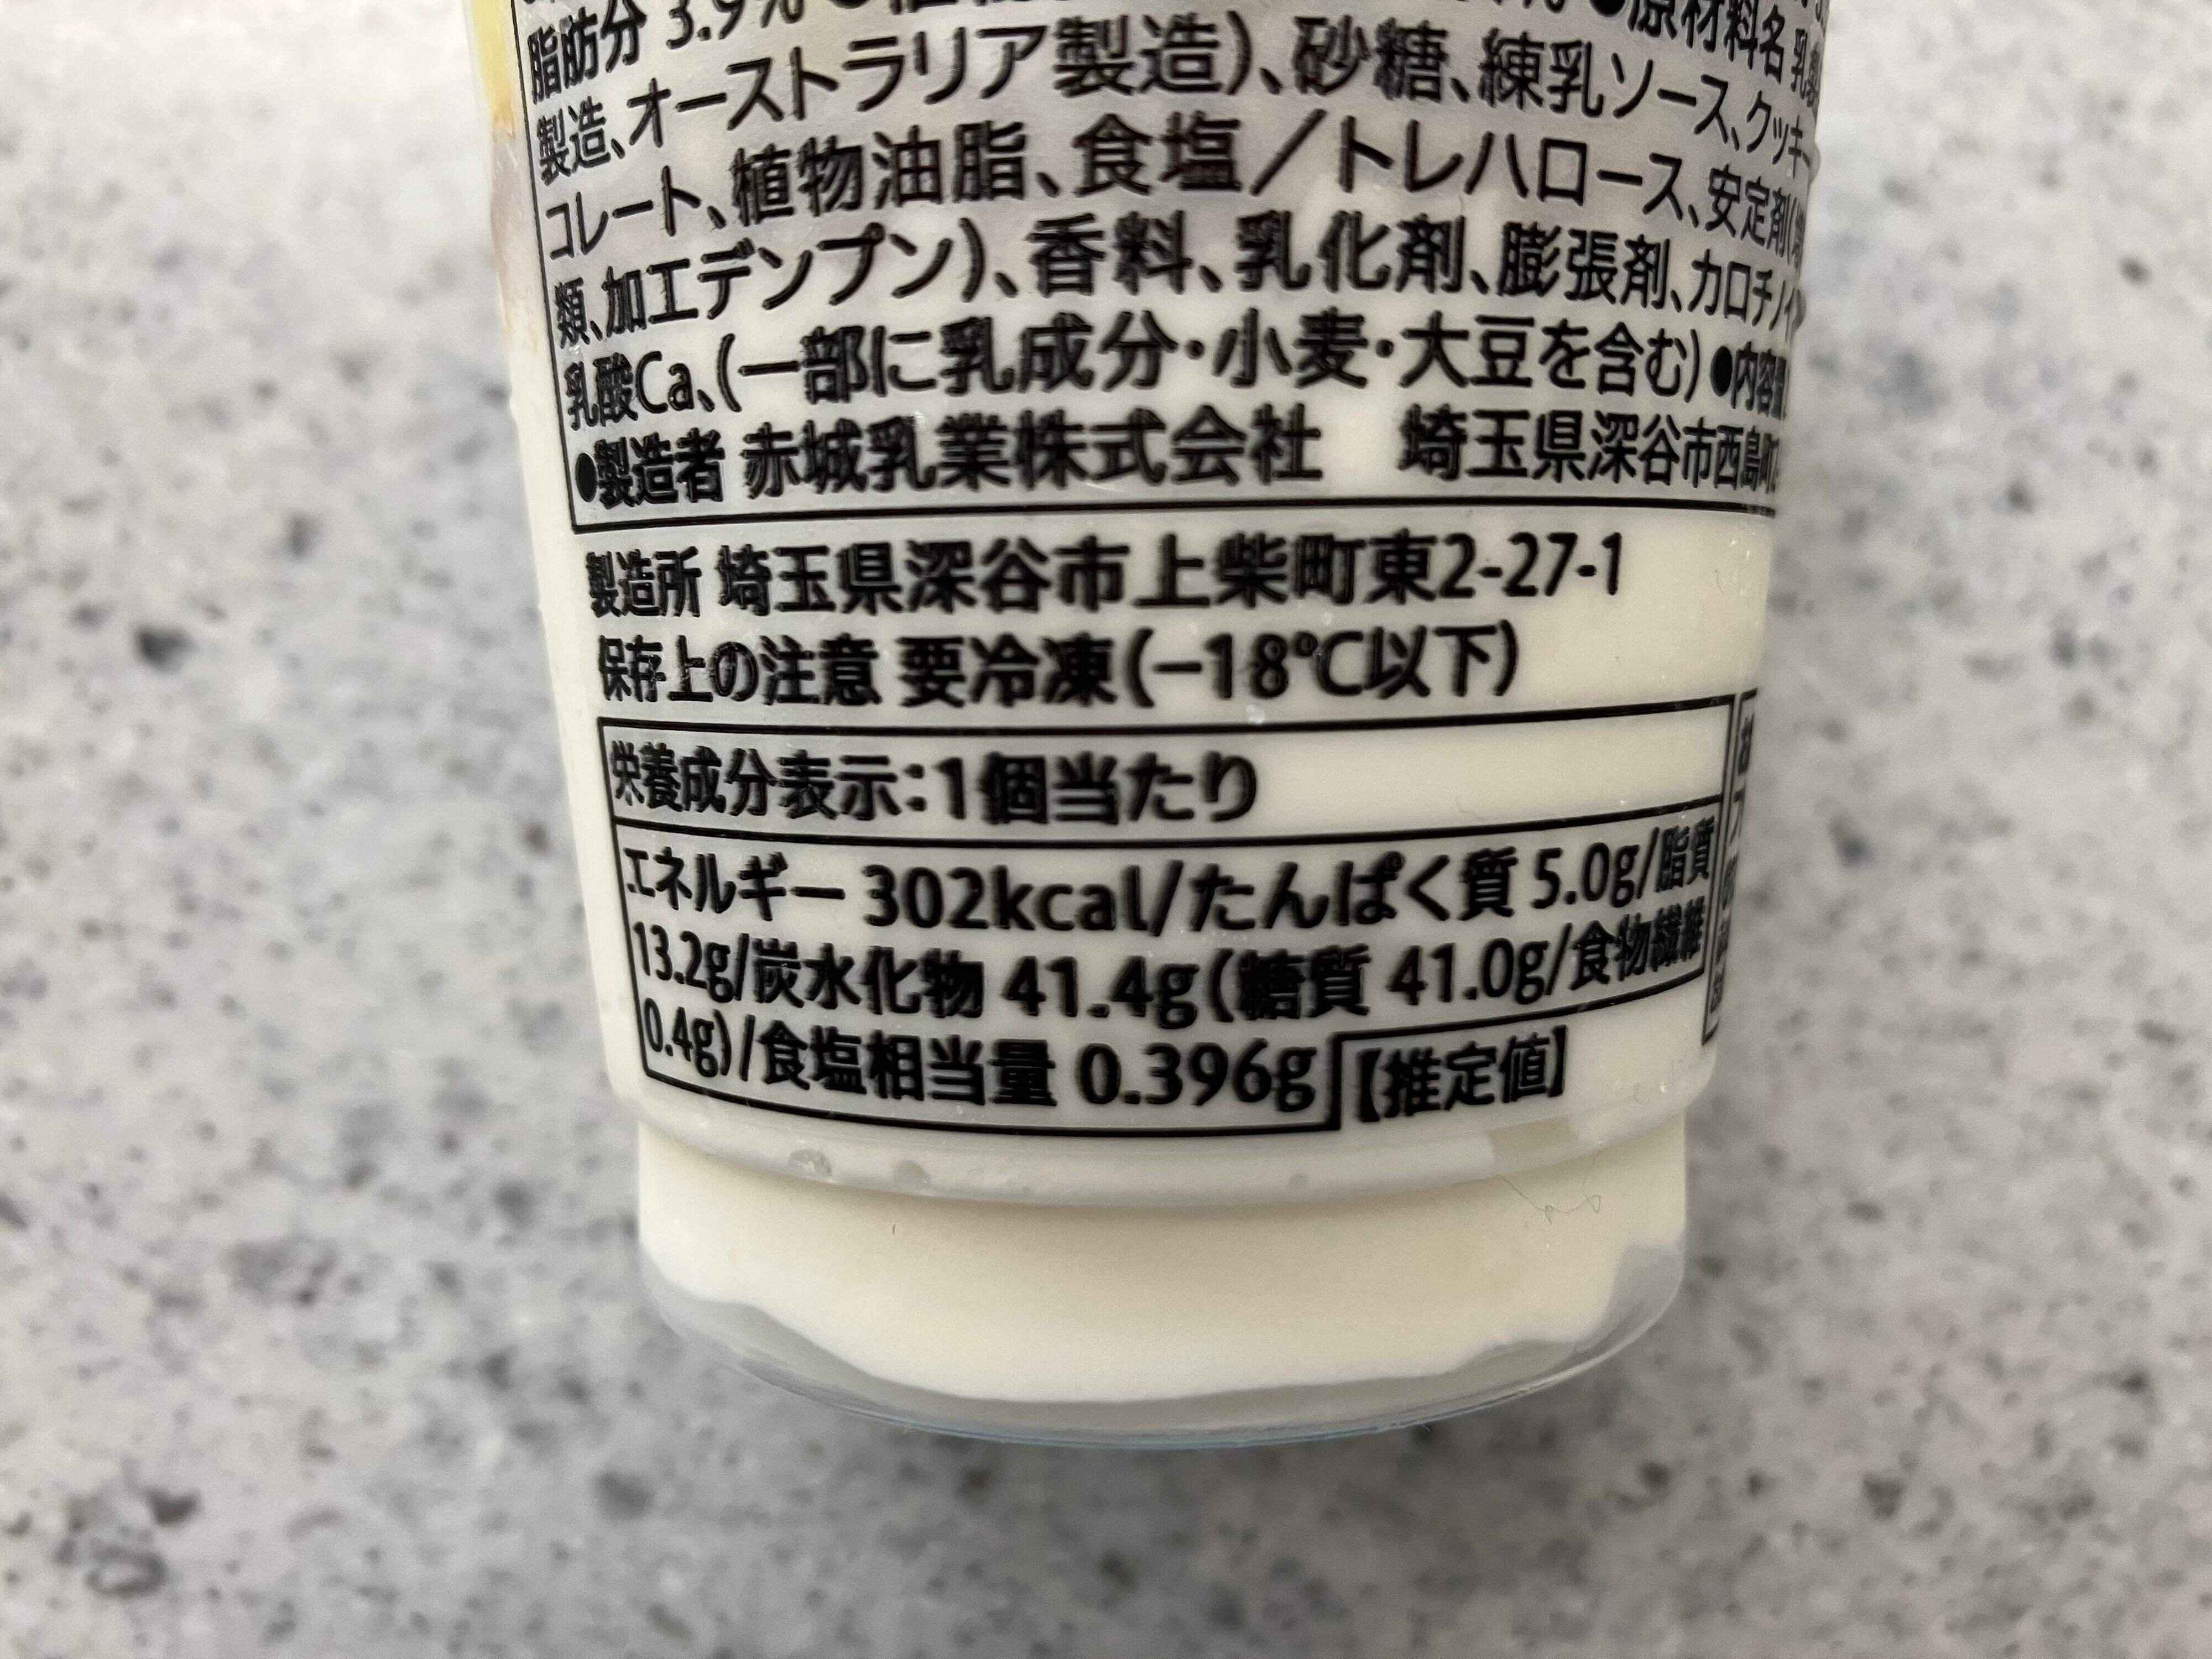 脂肪分 3.9% ●原材料名
製造、オーストラリア製造)、砂糖、練乳ソース、クッキー
コレート、植物油脂、食塩／トレハロース、安定剤(
類、加工デンプン)、香料、乳化剤、膨張剤、カロチノイ
乳酸Ca、(一部に乳成分・小麦・大豆を含む) ●内容量
●製造者 赤城乳業株式会社 埼玉県深谷市西島町
製造所 埼玉県深谷市上柴町東2-27-1
保存上の注意 要冷凍(−18℃以下)
栄養成分表示：1個当たり
エネルギー 302kcal/たんぱく質 5.0g/脂質
13.2g/炭水化物 41.4g(糖質 41.0g/食物繊維
0.4g)/食塩相当量 0.396g【推定値】